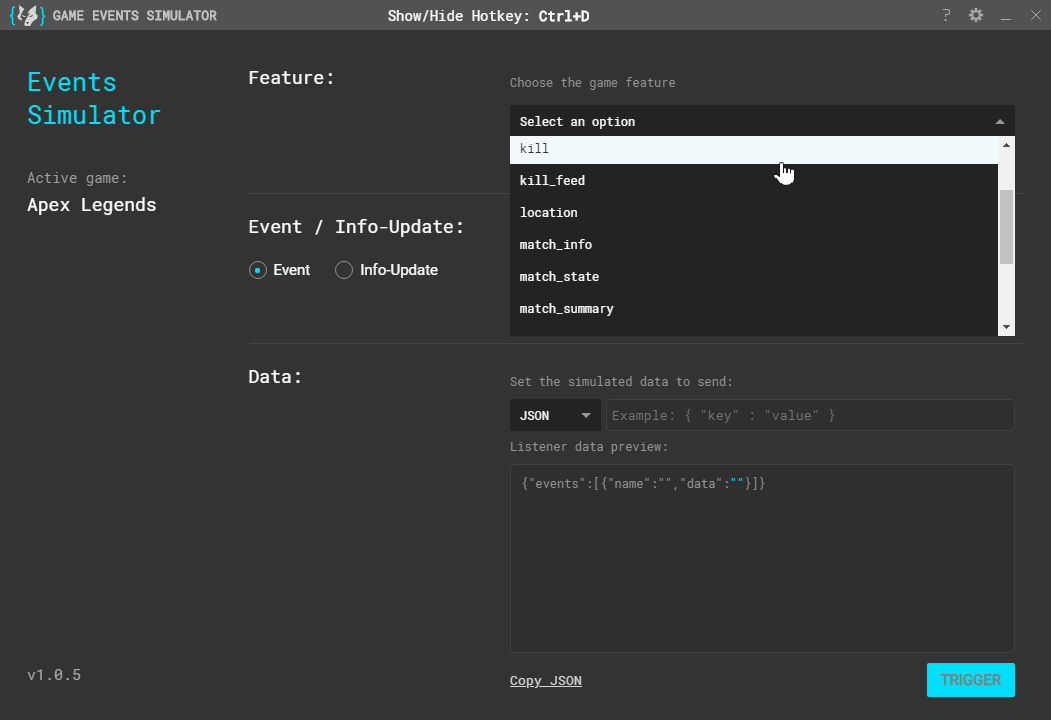 GAME EVENTS SIMULATOR
Show/Hide Hotkey: Ctrl+D
?
Events
Simulator
Active game:
Apex Legends
Feature:
Choose the game feature
Select an option
kill
kill_feed
location
match_info
match_state
match_summary
Event / Info-Update:
Event
Info-Update
Data:
Set the simulated data to send:
JSON
Example: { "key" : "value" }
Listener data preview:
{"events":[{"name":"","data":""}]}
v1.0.5
Copy JSON
TRIGGER